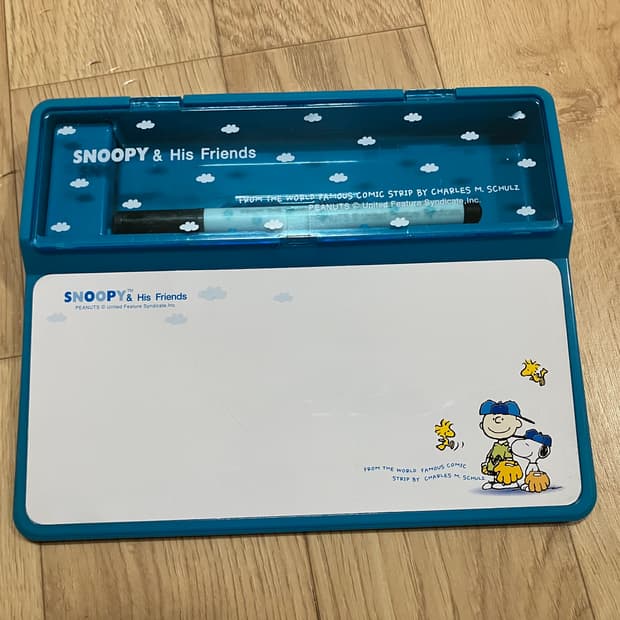 SNOOPY & His Friends
FROM THE WORLD FAMOUS COMIC STRIP BY CHARLES M. SCHULZ
PEANUTS © United Feature Syndicate,Inc.
SNOOPY™ & His Friends
PEANUTS © United Feature Syndicate,Inc.
FROM THE WORLD FAMOUS COMIC
STRIP BY CHARLES M. SCHULZ